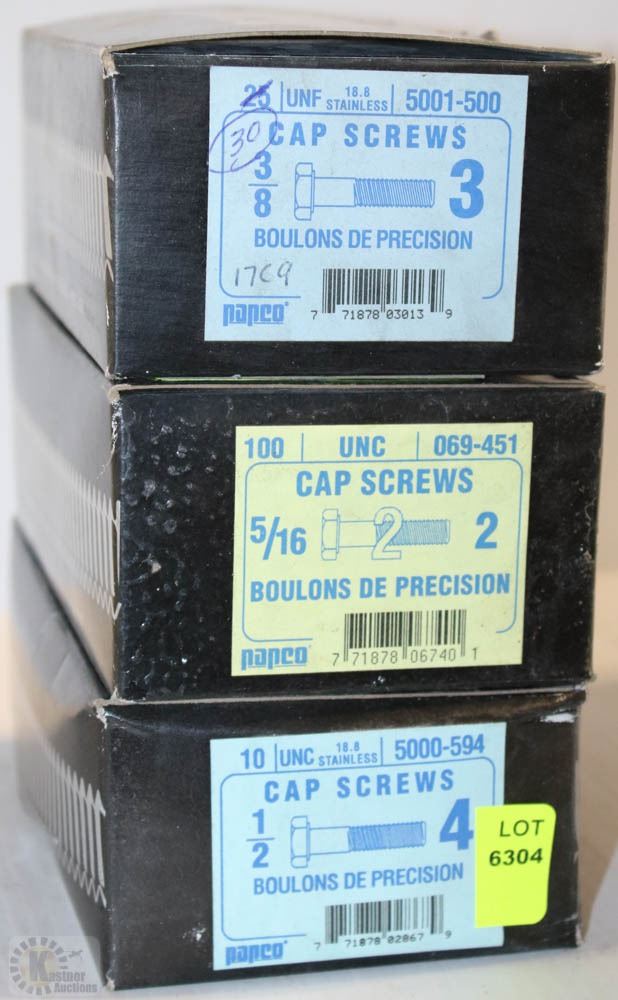 25 UNF 18.8 STAINLESS 5001-500
30
CAP SCREWS
3/8 3
BOULONS DE PRECISION
17C9
papco
7 71878 03013 9
100 UNC 069-451
CAP SCREWS
5/16 2 2
BOULONS DE PRECISION
papco
7 71878 06740 1
10 UNC 18.8 STAINLESS 5000-594
CAP SCREWS
1/2 4
BOULONS DE PRECISION
papco
7 71878 02867 9
LOT
6304
Kastner
Auctions